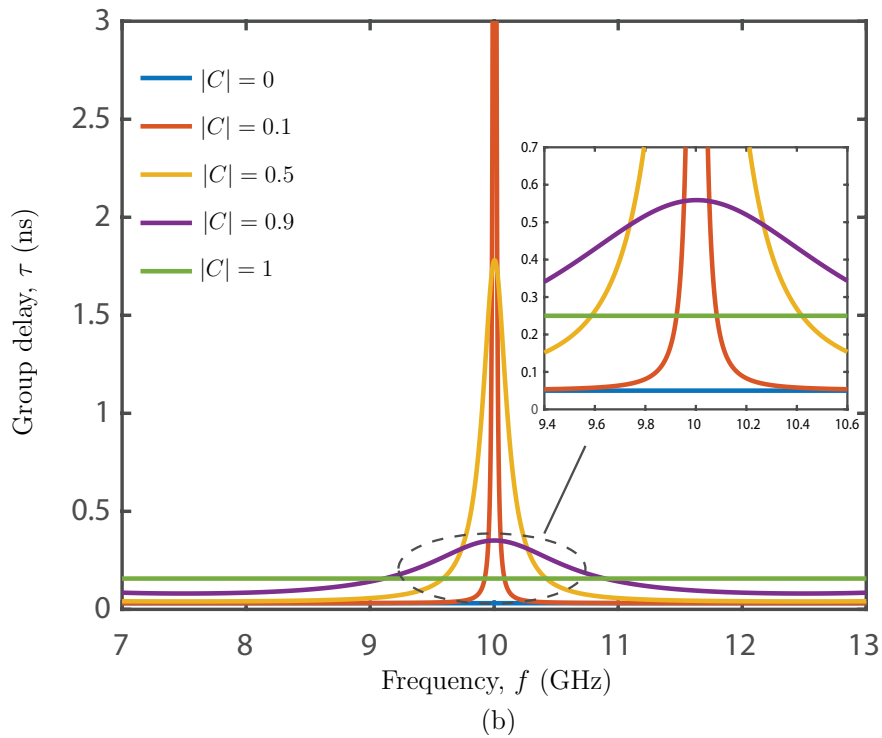 3
2.5
2
1.5
1
0.5
0
Group delay, τ (ns)
|C| = 0
|C| = 0.1
|C| = 0.5
|C| = 0.9
|C| = 1
0.7
0.6
0.5
0.4
0.3
0.2
0.1
0
9.4 9.6 9.8 10 10.2 10.4 10.6
7 8 9 10 11 12 13
Frequency, f (GHz)
(b)